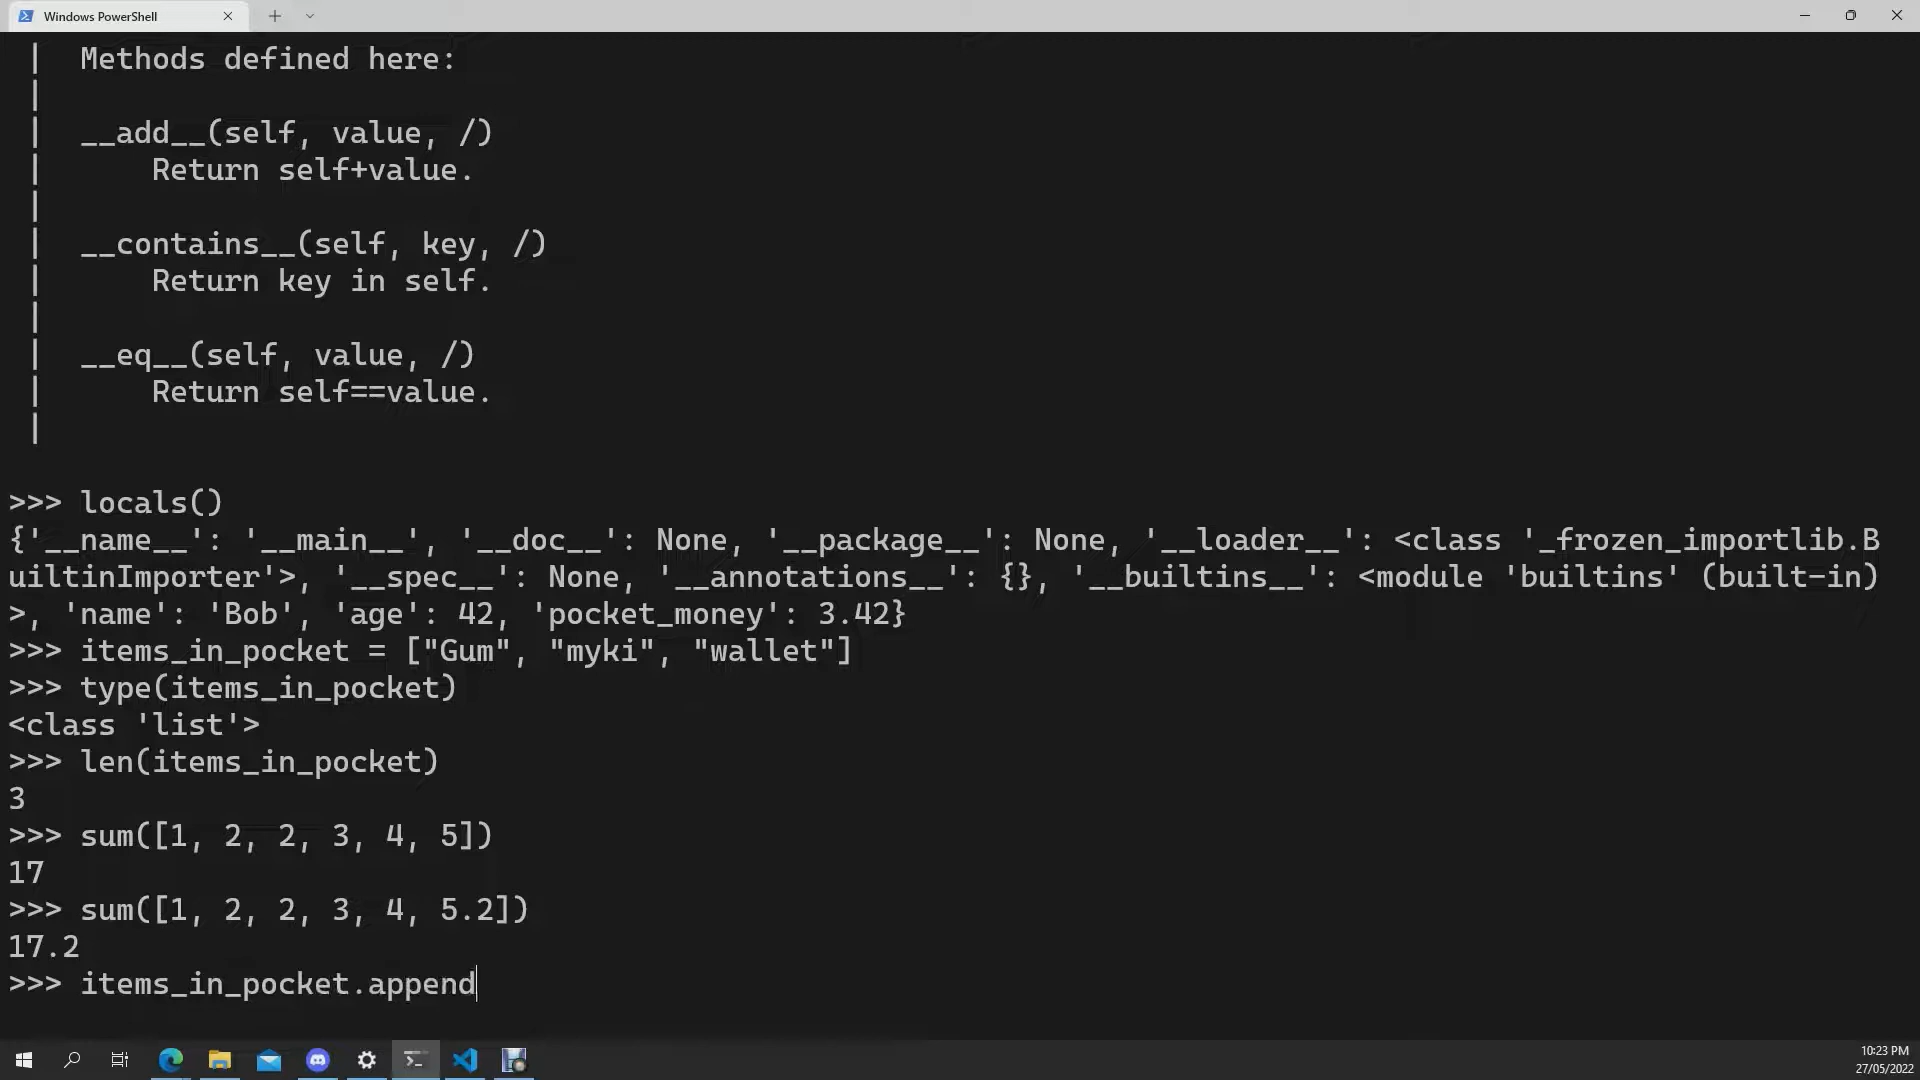 Windows PowerShell
| Methods defined here:
|
| __add__(self, value, /)
| Return self+value.
|
| __contains__(self, key, /)
| Return key in self.
|
| __eq__(self, value, /)
| Return self==value.
|
>>> locals()
{'__name__': '__main__', '__doc__': None, '__package__': None, '__loader__': <class '_frozen_importlib.B
uiltinImporter'>, '__spec__': None, '__annotations__': {}, '__builtins__': <module 'builtins' (built-in)
>, 'name': 'Bob', 'age': 42, 'pocket_money': 3.42}
>>> items_in_pocket = ["Gum", "myki", "wallet"]
>>> type(items_in_pocket)
<class 'list'>
>>> len(items_in_pocket)
3
>>> sum([1, 2, 2, 3, 4, 5])
17
>>> sum([1, 2, 2, 3, 4, 5.2])
17.2
>>> items_in_pocket.append
10:23 PM
27/05/2022